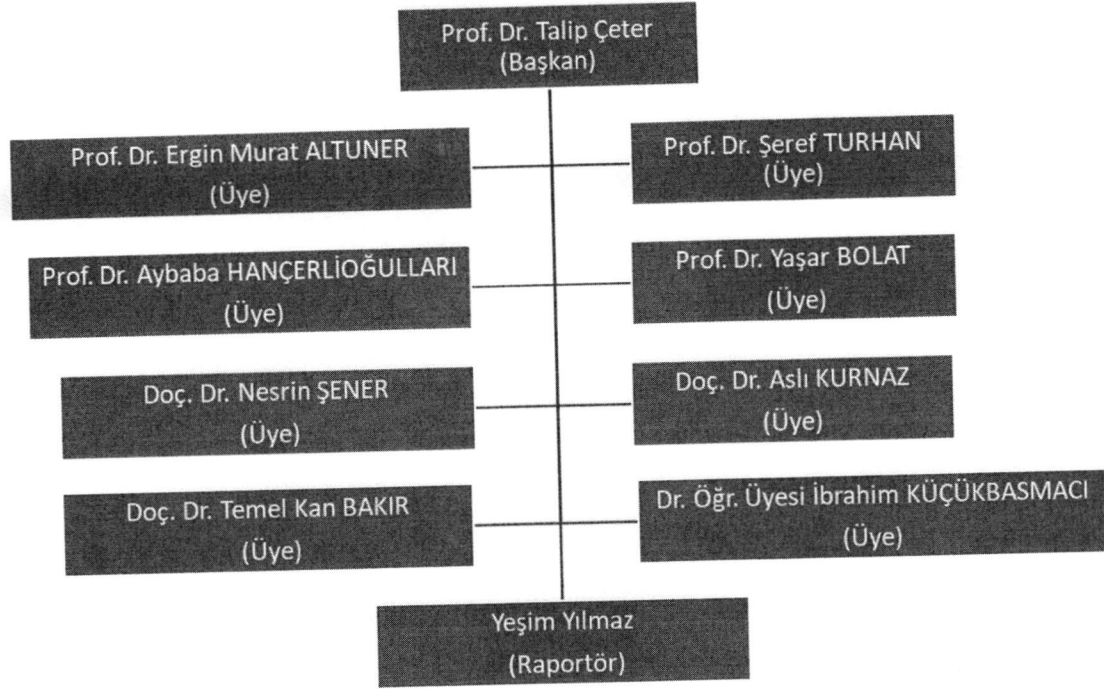 Prof. Dr. Talip Çeter
(Başkan)
Prof. Dr. Ergin Murat ALTUNER
(Üye)
Prof. Dr. Şeref TURHAN
(Üye)
Prof. Dr. Aybaba HANÇERLİOĞULLARI
(Üye)
Prof. Dr. Yaşar BOLAT
(Üye)
Doç. Dr. Nesrin ŞENER
(Üye)
Doç. Dr. Aslı KURNAZ
(Üye)
Doç. Dr. Temel Kan BAKIR
(Üye)
Dr. Öğr. Üyesi İbrahim KÜÇÜKBASMACI
(Üye)
Yeşim Yılmaz
(Raportör)